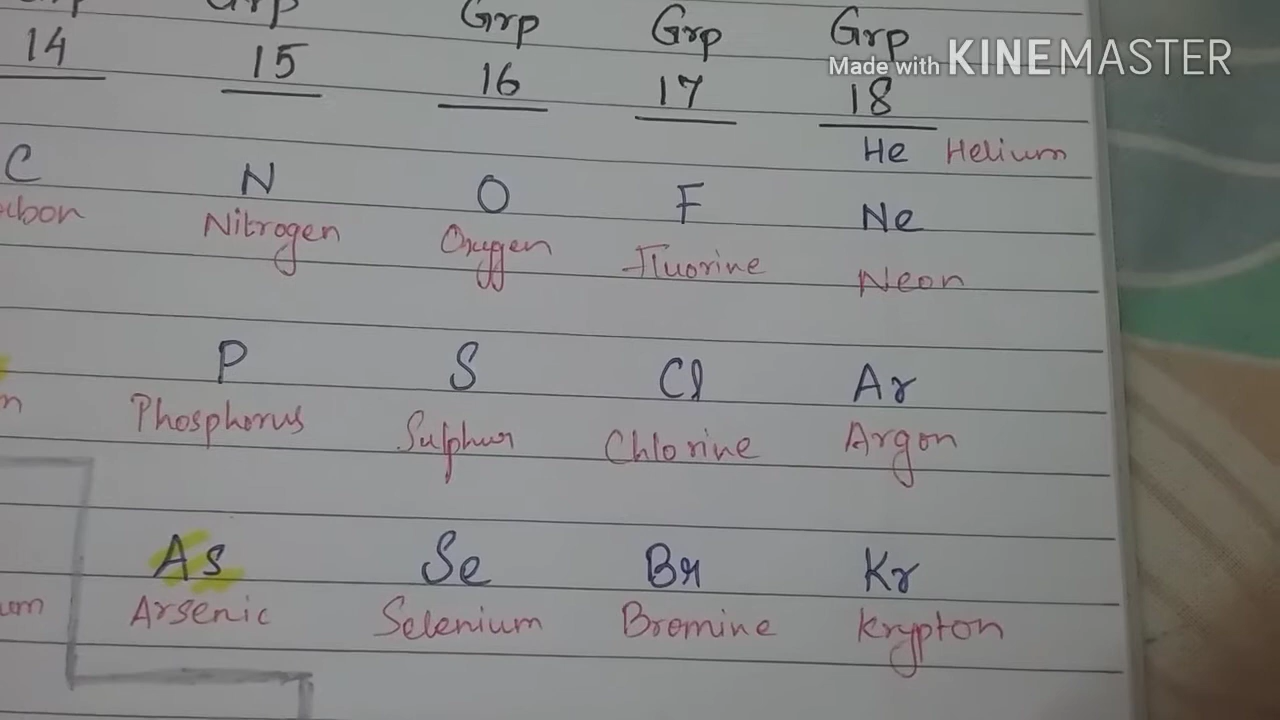 Grp Grp Grp
14 15 16 17 18
Made with KINEMASTER
He Helium
C N O F Ne
Nitrogen Oxygen Fluorine Neon
P S Cl Ar
Phosphorus Sulphur Chlorine Argon
As Se Br Kr
Arsenic Selenium Bromine Krypton